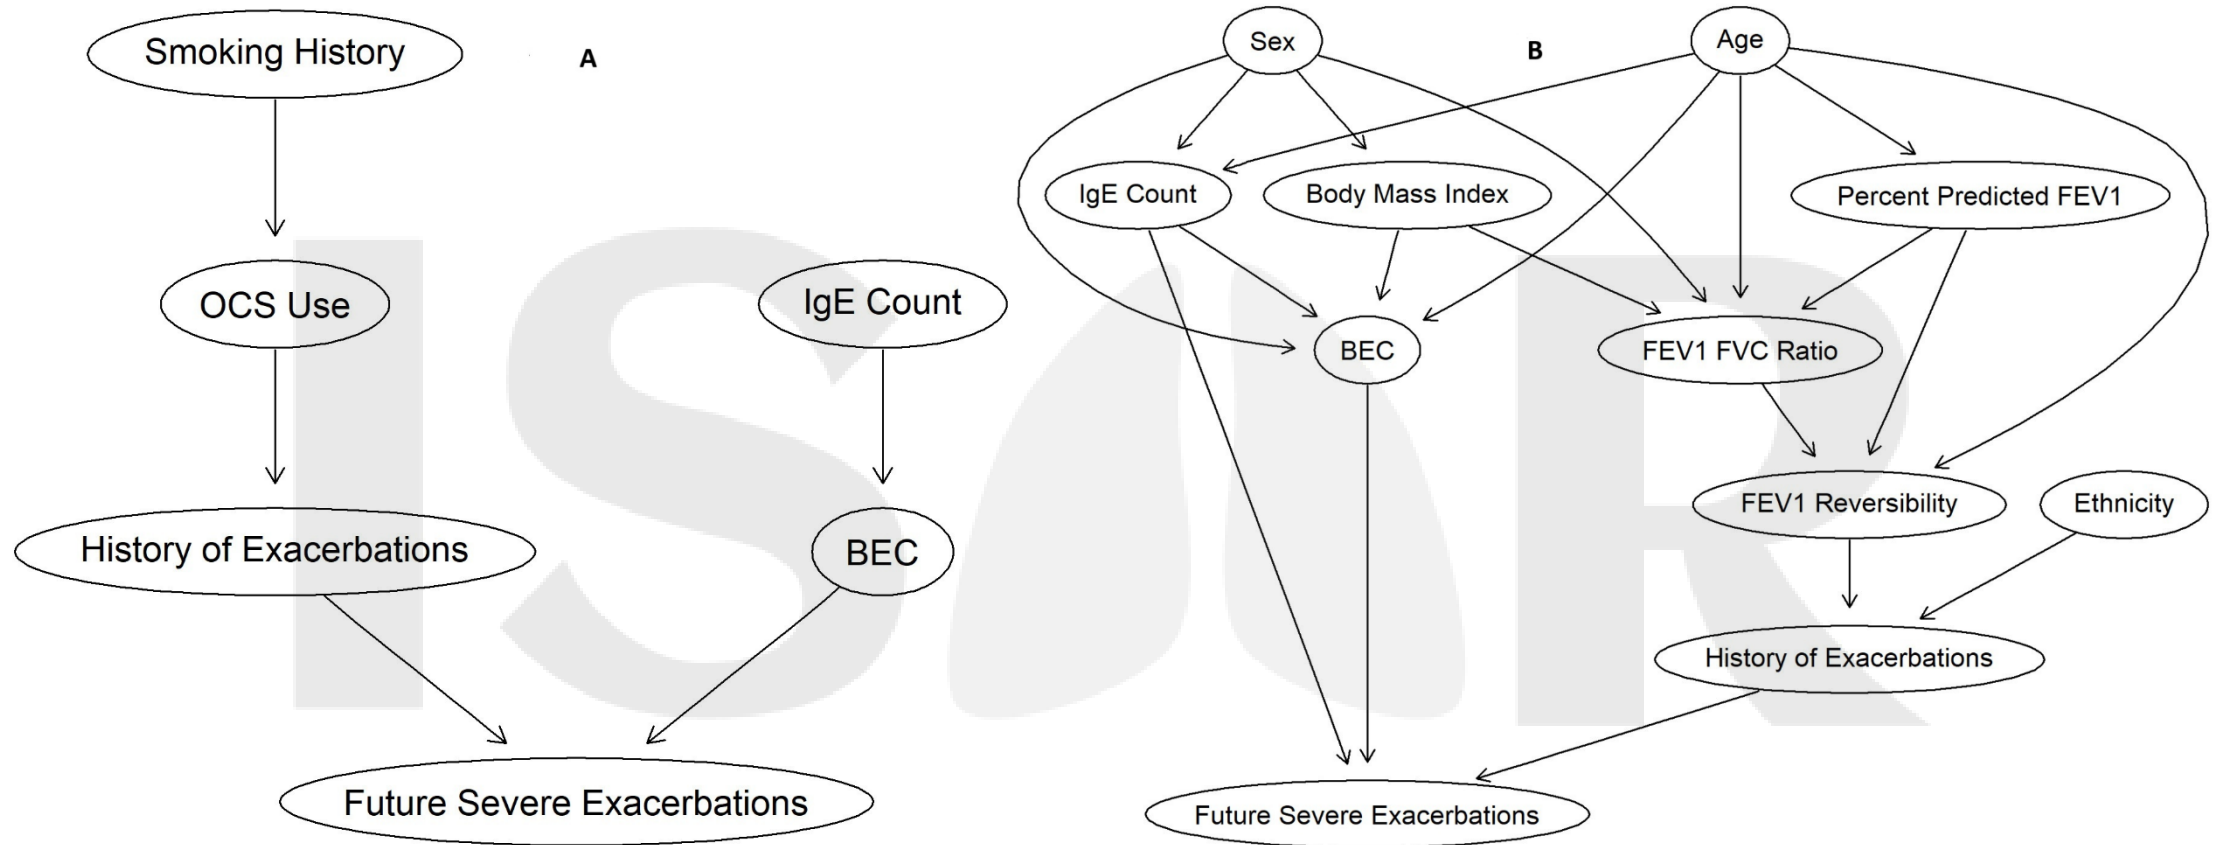 A
Smoking History
OCS Use
IgE Count
History of Exacerbations
BEC
Future Severe Exacerbations
B
Sex
Age
IgE Count
Body Mass Index
Percent Predicted FEV1
BEC
FEV1 FVC Ratio
FEV1 Reversibility
Ethnicity
History of Exacerbations
Future Severe Exacerbations
IS R